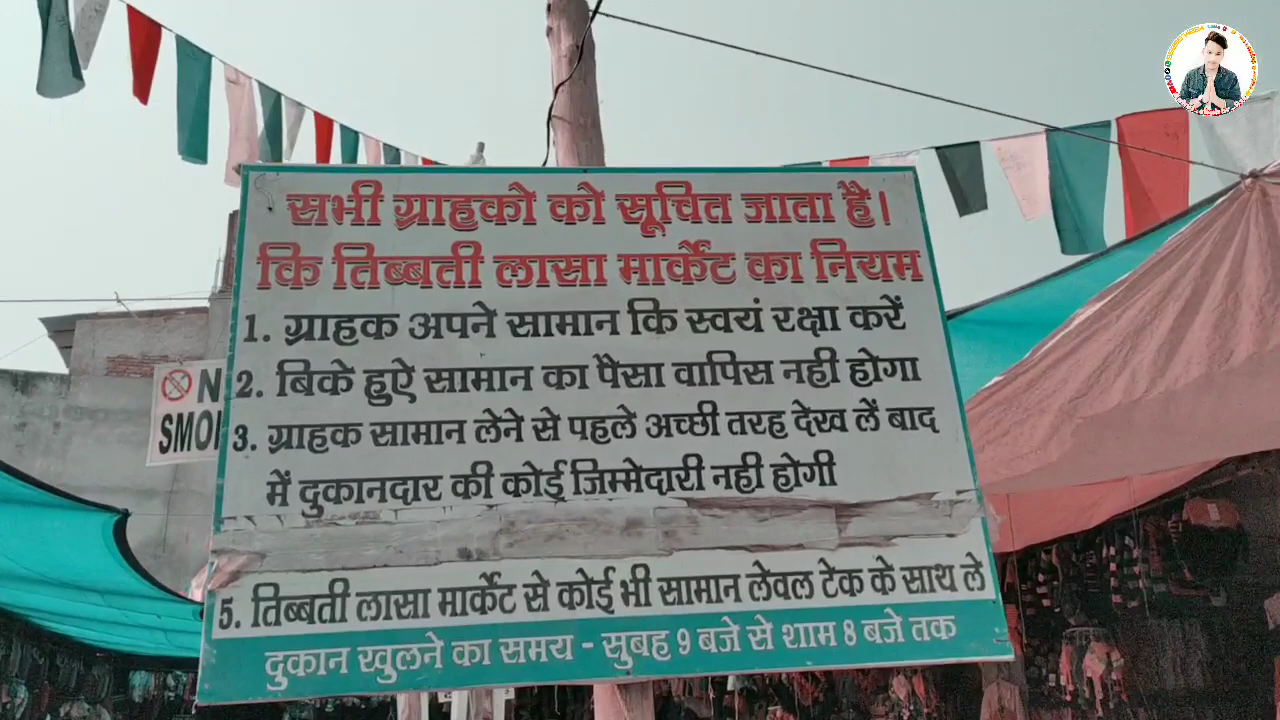 सभी ग्राहको को सूचित जाता है।
कि तिब्बती लासा मार्केट का नियम
1. ग्राहक अपने सामान कि स्वयं रक्षा करें
2. बिके हुऐ सामान का पैसा वापिस नही होगा
3. ग्राहक सामान लेने से पहले अच्छी तरह देख लें बाद
में दुकानदार की कोई जिम्मेदारी नही होगी
5. तिब्बती लासा मार्केट से कोई भी सामान लेवल टेक के साथ ले
दुकान खुलने का समय - सुबह 9 बजे से शाम 8 बजे तक
N
SMO